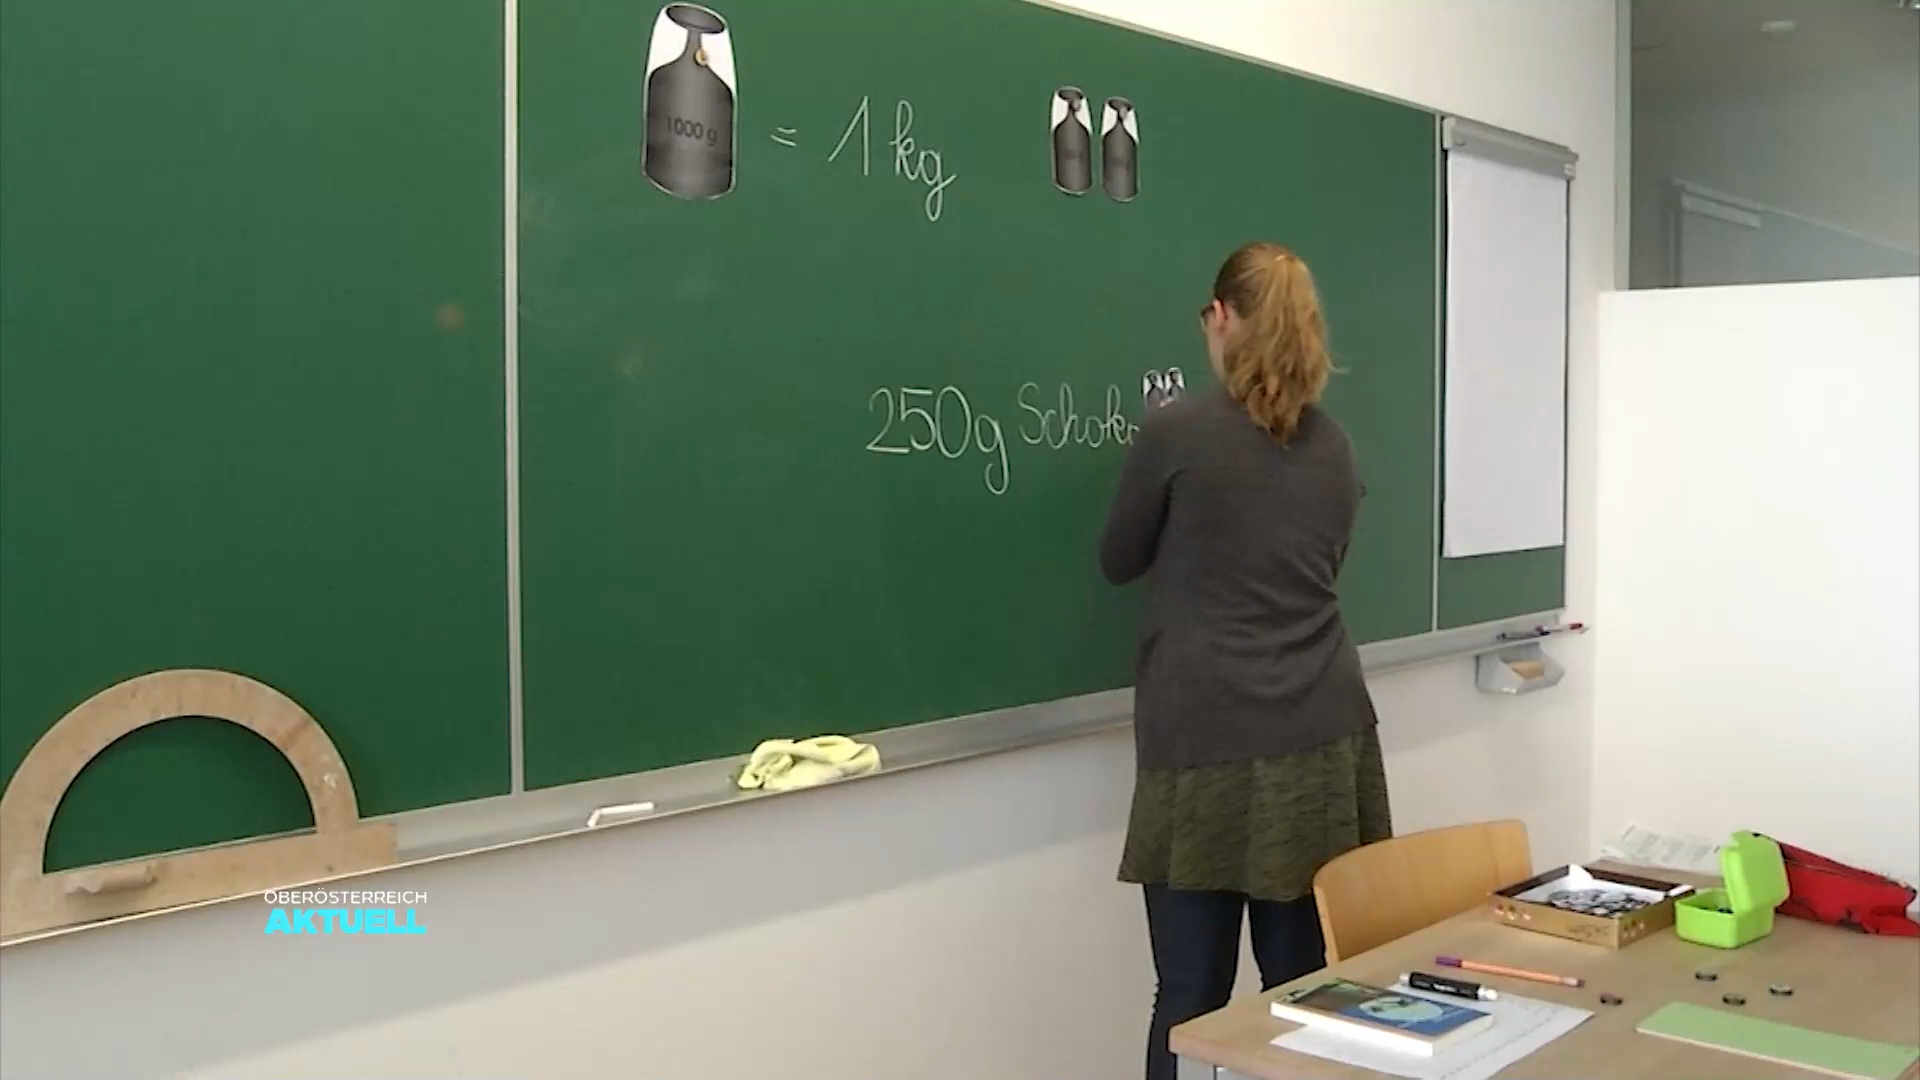 1000 g = 1 kg
250g Schoko
OBERÖSTERREICH
AKTUELL